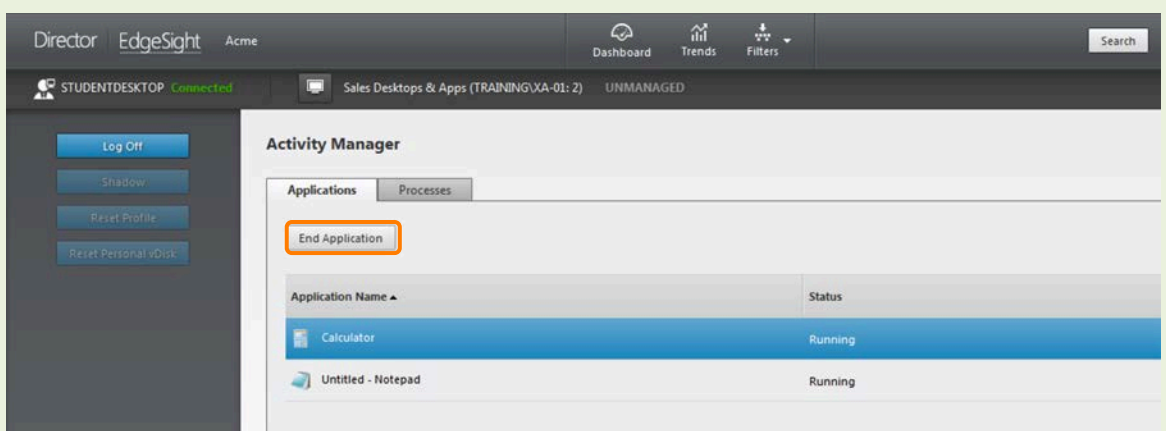 Director EdgeSight Acme Dashboard Trends Filters Search
STUDENTDESKTOP Connected Sales Desktops & Apps (TRAINING\XA-01: 2) UNMANAGED
Log Off
Shadow
Reset Profile
Reset Personal vDisk
Activity Manager
Applications Processes
End Application
Application Name Status
Calculator Running
Untitled - Notepad Running